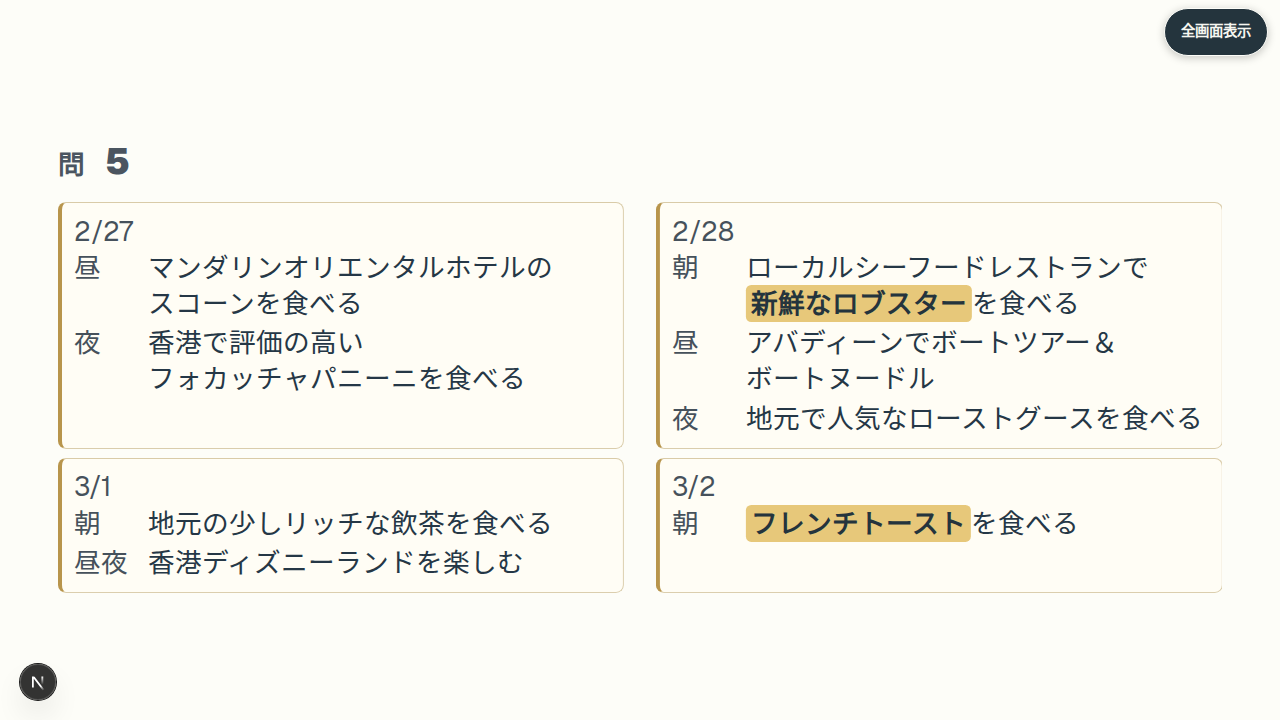 全画面表示
問 5
2/27
昼 マンダリンオリエンタルホテルの
スコーンを食べる
夜 香港で評価の高い
フォカッチャパニーニを食べる
2/28
朝 ローカルシーフードレストランで
新鮮なロブスターを食べる
昼 アバディーンでボートツアー＆
ボートヌードル
夜 地元で人気なローストグースを食べる
3/1
朝 地元の少しリッチな飲茶を食べる
昼夜 香港ディズニーランドを楽しむ
3/2
朝 フレンチトーストを食べる
N